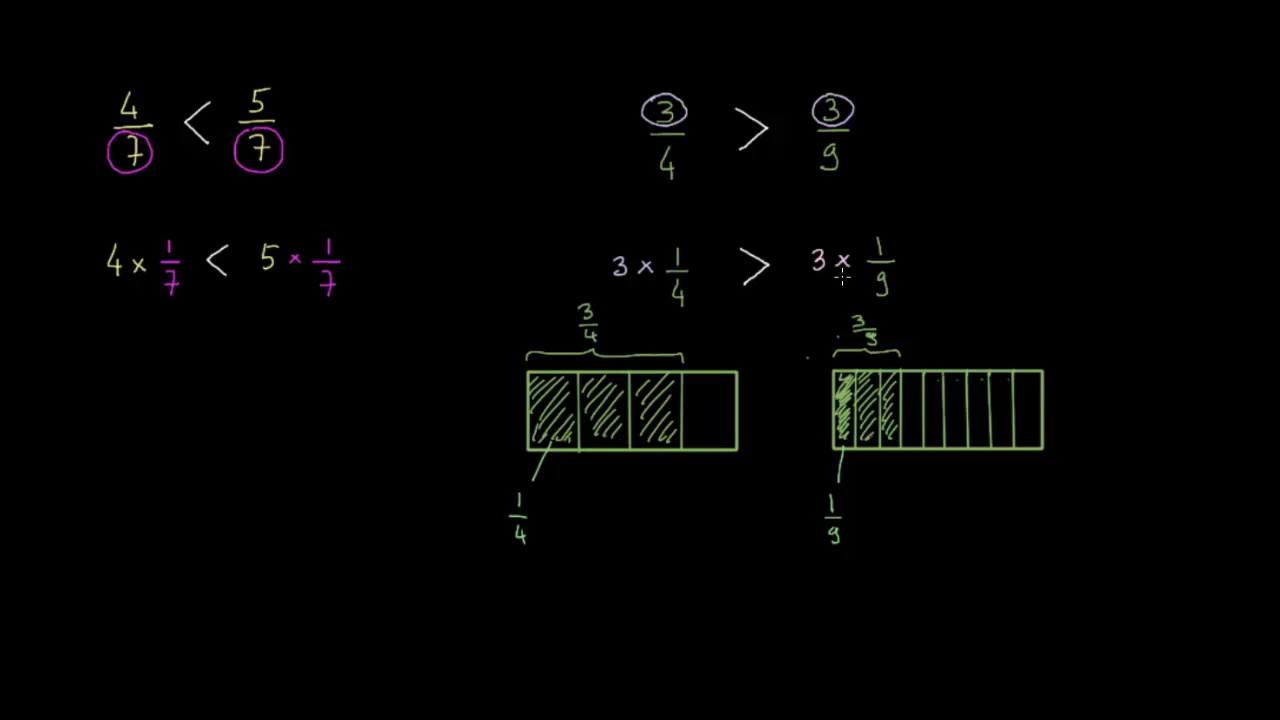 4/7 < 5/7
3/4 > 3/9
4 × 1/7 < 5 × 1/7
3 × 1/4 > 3 × 1/9
3/4
3/9
1/4
1/9